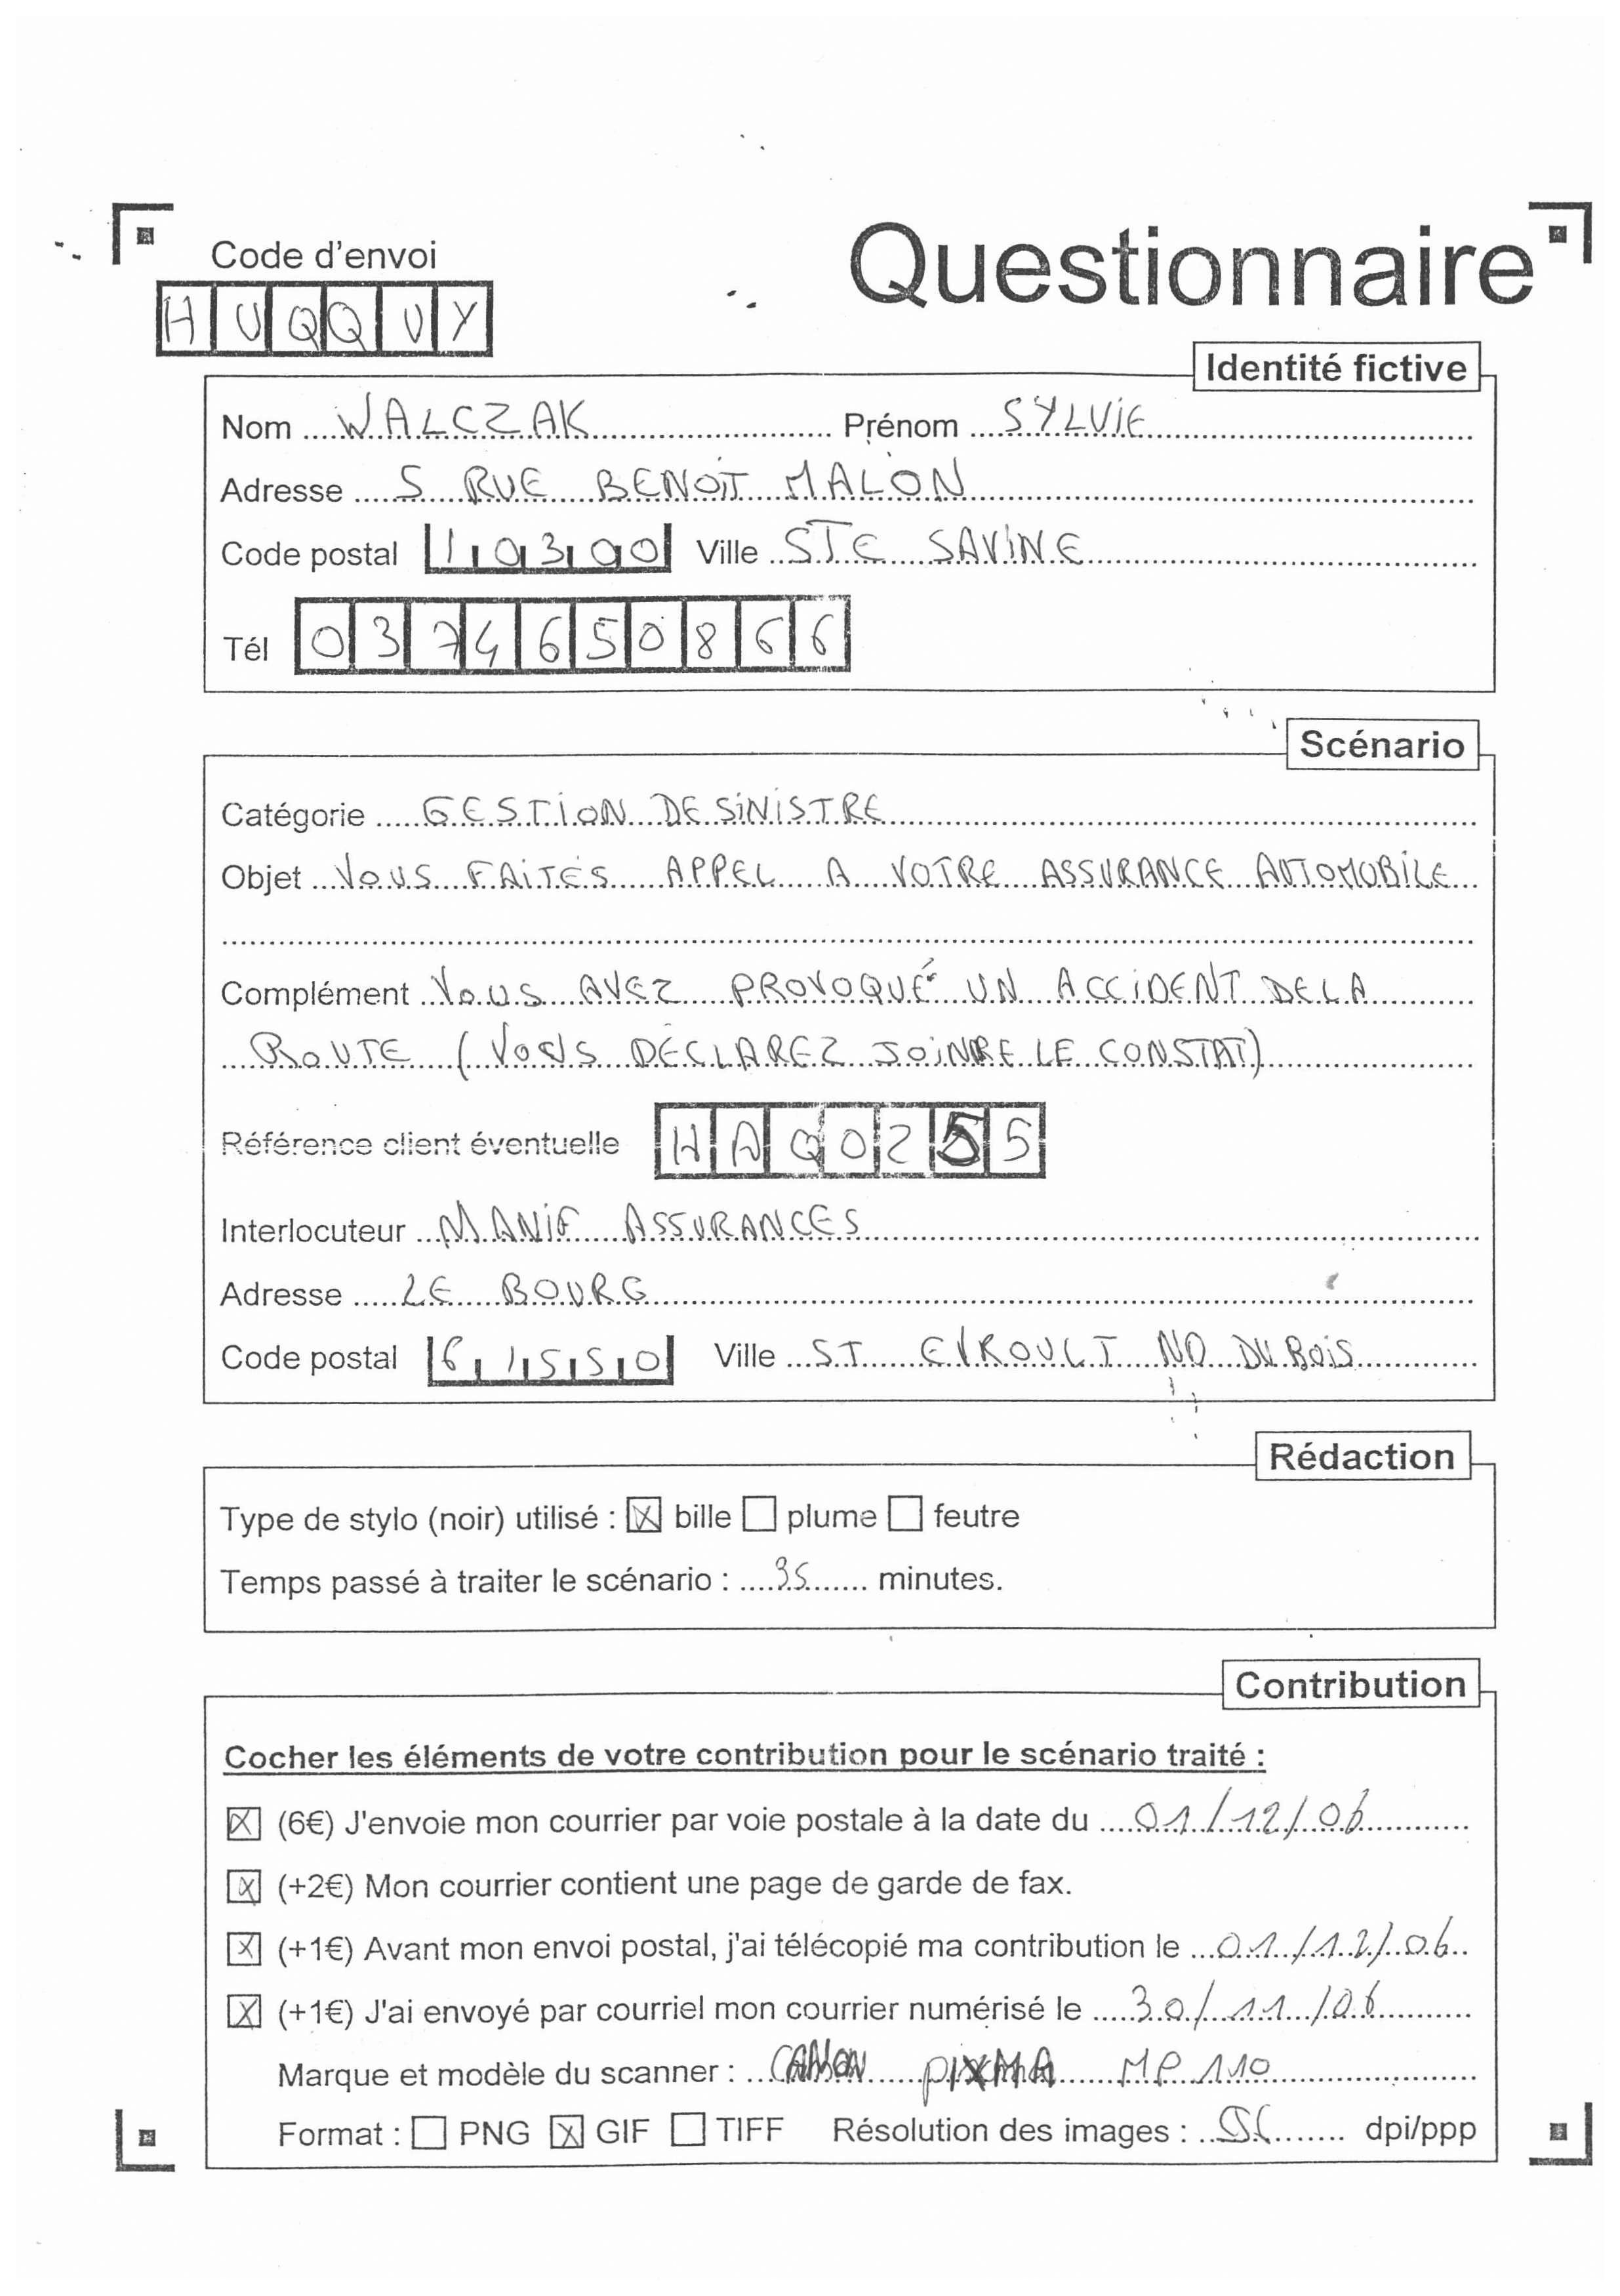 Code d'envoi
Questionnaire
HUQQUY
Identité fictive
Nom WALCZAK Prénom SYLViE
Adresse 5 RUE BENOiT MALON
Code postal 10300 Ville STE SAViNE
Tél 0374650866
Scénario
Catégorie GESTiON DE SiNiSTRE
Objet VOUS FAiTES APPEL A VOTRE ASSURANCE AUTOMOBiLE
Complément VOUS AVEZ PROVOQUÉ UN ACCiDENT DE LA
ROUTE (VOUS DECLAREZ JOiNDRE LE CONSTAT)
Référence client éventuelle HAQ0255
Interlocuteur MANiF ASSURANCES
Adresse LE BOURG
Code postal 61550 Ville ST EVROULT ND DU BOiS
Rédaction
Type de stylo (noir) utilisé : bille plume feutre
Temps passé à traiter le scénario : 35 minutes.
Contribution
Cocher les éléments de votre contribution pour le scénario traité :
(6€) J'envoie mon courrier par voie postale à la date du 01/12/06
(+2€) Mon courrier contient une page de garde de fax.
(+1€) Avant mon envoi postal, j'ai télécopié ma contribution le 01/12/06
(+1€) J'ai envoyé par courriel mon courrier numérisé le 30/11/06
Marque et modèle du scanner : CANON PIXMA MP 110
Format : PNG GIF TIFF Résolution des images : dpi/ppp